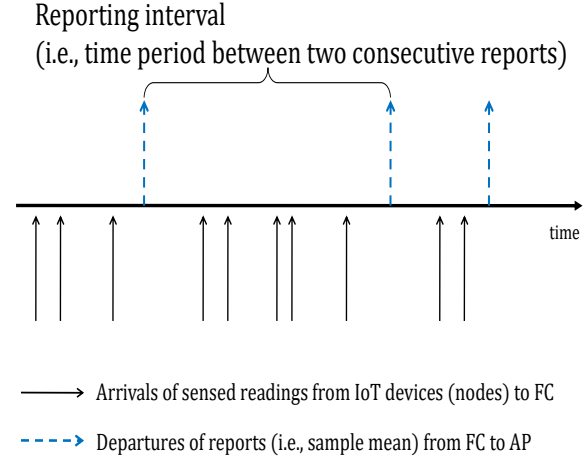 Reporting interval
(i.e., time period between two consecutive reports)
time
Arrivals of sensed readings from IoT devices (nodes) to FC
Departures of reports (i.e., sample mean) from FC to AP